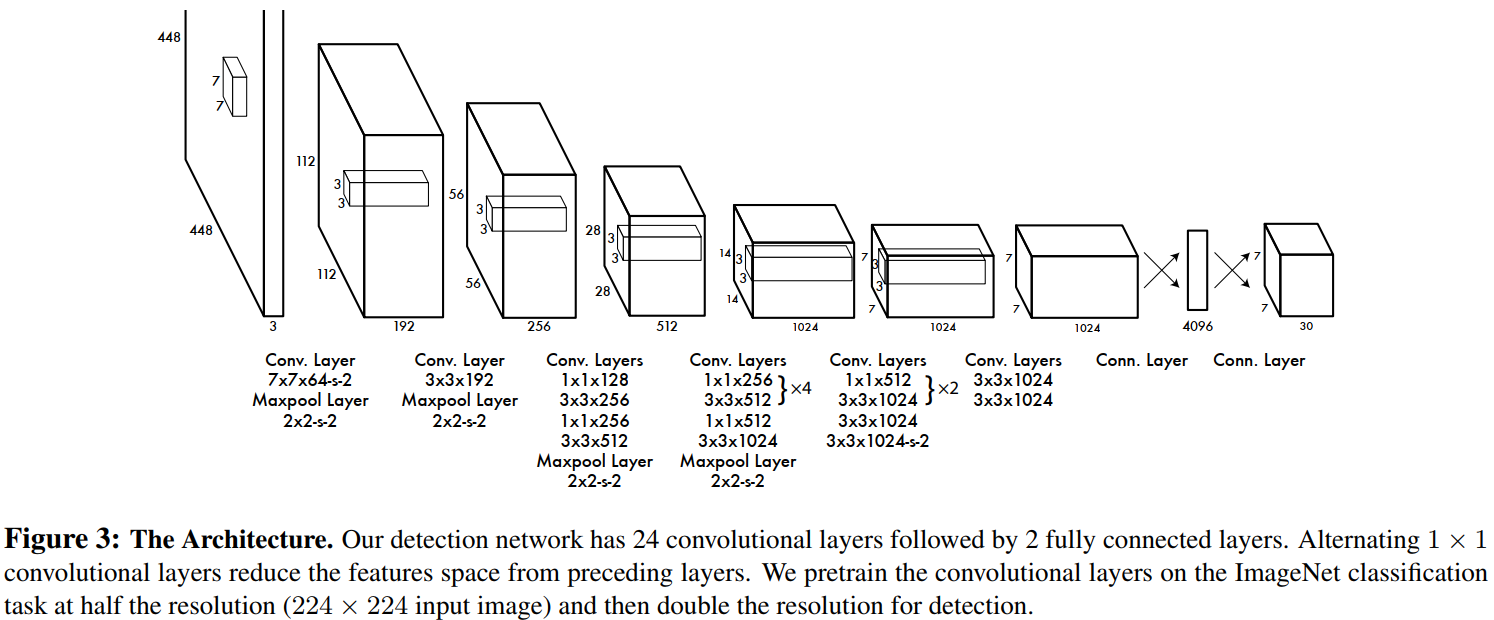 448
7
7
448
3
112
3
3
112
192
56
3
3
56
256
28
3
3
28
512
14
3
3
14
1024
7
3
3
7
1024
7
7
1024
4096
7
7
30
Conv. Layer
7x7x64-s-2
Maxpool Layer
2x2-s-2
Conv. Layer
3x3x192
Maxpool Layer
2x2-s-2
Conv. Layers
1x1x128
3x3x256
1x1x256
3x3x512
Maxpool Layer
2x2-s-2
Conv. Layers
1x1x256
3x3x512
}×4
1x1x512
3x3x1024
Maxpool Layer
2x2-s-2
Conv. Layers
1x1x512
3x3x1024
}×2
3x3x1024
3x3x1024-s-2
Conv. Layers
3x3x1024
3x3x1024
Conn. Layer
Conn. Layer
Figure 3: The Architecture. Our detection network has 24 convolutional layers followed by 2 fully connected layers. Alternating 1 × 1
convolutional layers reduce the features space from preceding layers. We pretrain the convolutional layers on the ImageNet classification
task at half the resolution (224 × 224 input image) and then double the resolution for detection.